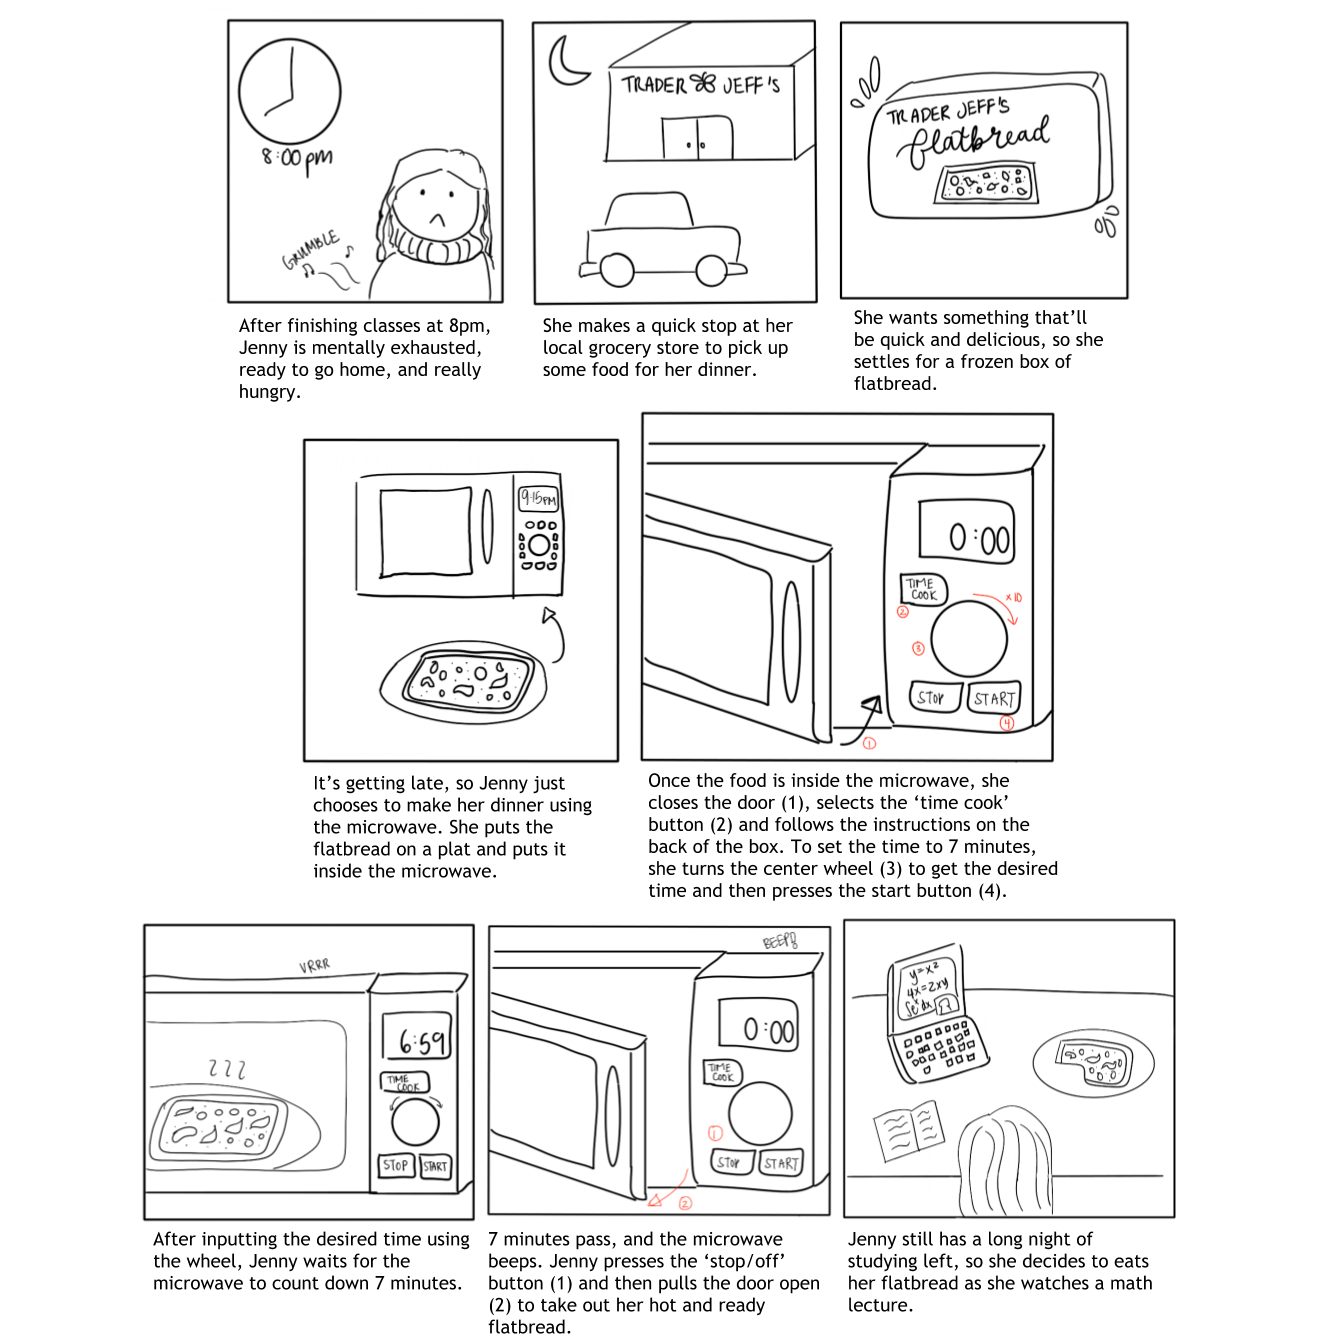 8:00pm
GRUMBLE
After finishing classes at 8pm,
Jenny is mentally exhausted,
ready to go home, and really
hungry.
TRADER JEFF'S
She makes a quick stop at her
local grocery store to pick up
some food for her dinner.
TRADER JEFF'S
flatbread
She wants something that'll
be quick and delicious, so she
settles for a frozen box of
flatbread.
9:15PM
It's getting late, so Jenny just
chooses to make her dinner using
the microwave. She puts the
flatbread on a plat and puts it
inside the microwave.
0:00
TIME
COOK
x10
2
3
STOP START
4
1
Once the food is inside the microwave, she
closes the door (1), selects the 'time cook'
button (2) and follows the instructions on the
back of the box. To set the time to 7 minutes,
she turns the center wheel (3) to get the desired
time and then presses the start button (4).
VRRR
6:59
TIME
COOK
STOP START
After inputting the desired time using
the wheel, Jenny waits for the
microwave to count down 7 minutes.
BEEP!!
0:00
TIME
COOK
1
STOP START
2
7 minutes pass, and the microwave
beeps. Jenny presses the 'stop/off'
button (1) and then pulls the door open
(2) to take out her hot and ready
flatbread.
y=x²
4x=2xy
∫eˣdx
Jenny still has a long night of
studying left, so she decides to eats
her flatbread as she watches a math
lecture.